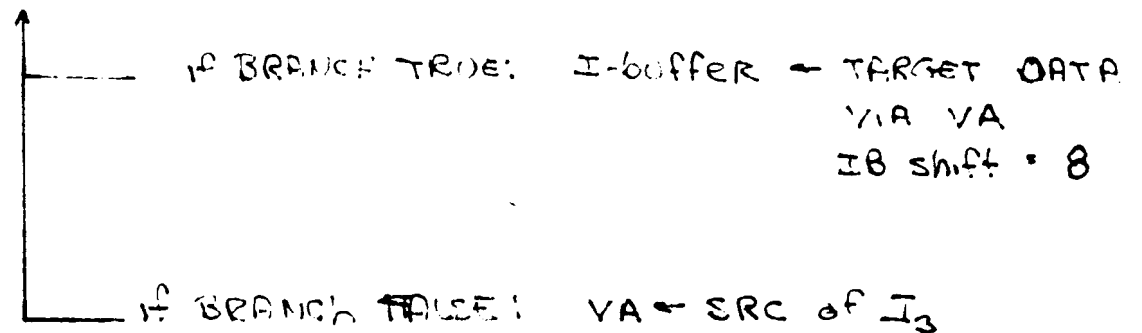 if BRANCH TRUE: I-buffer ← TARGET DATA
VIA VA
IB shift = 8
if BRANCH FALSE: VA ← SRC of I₃